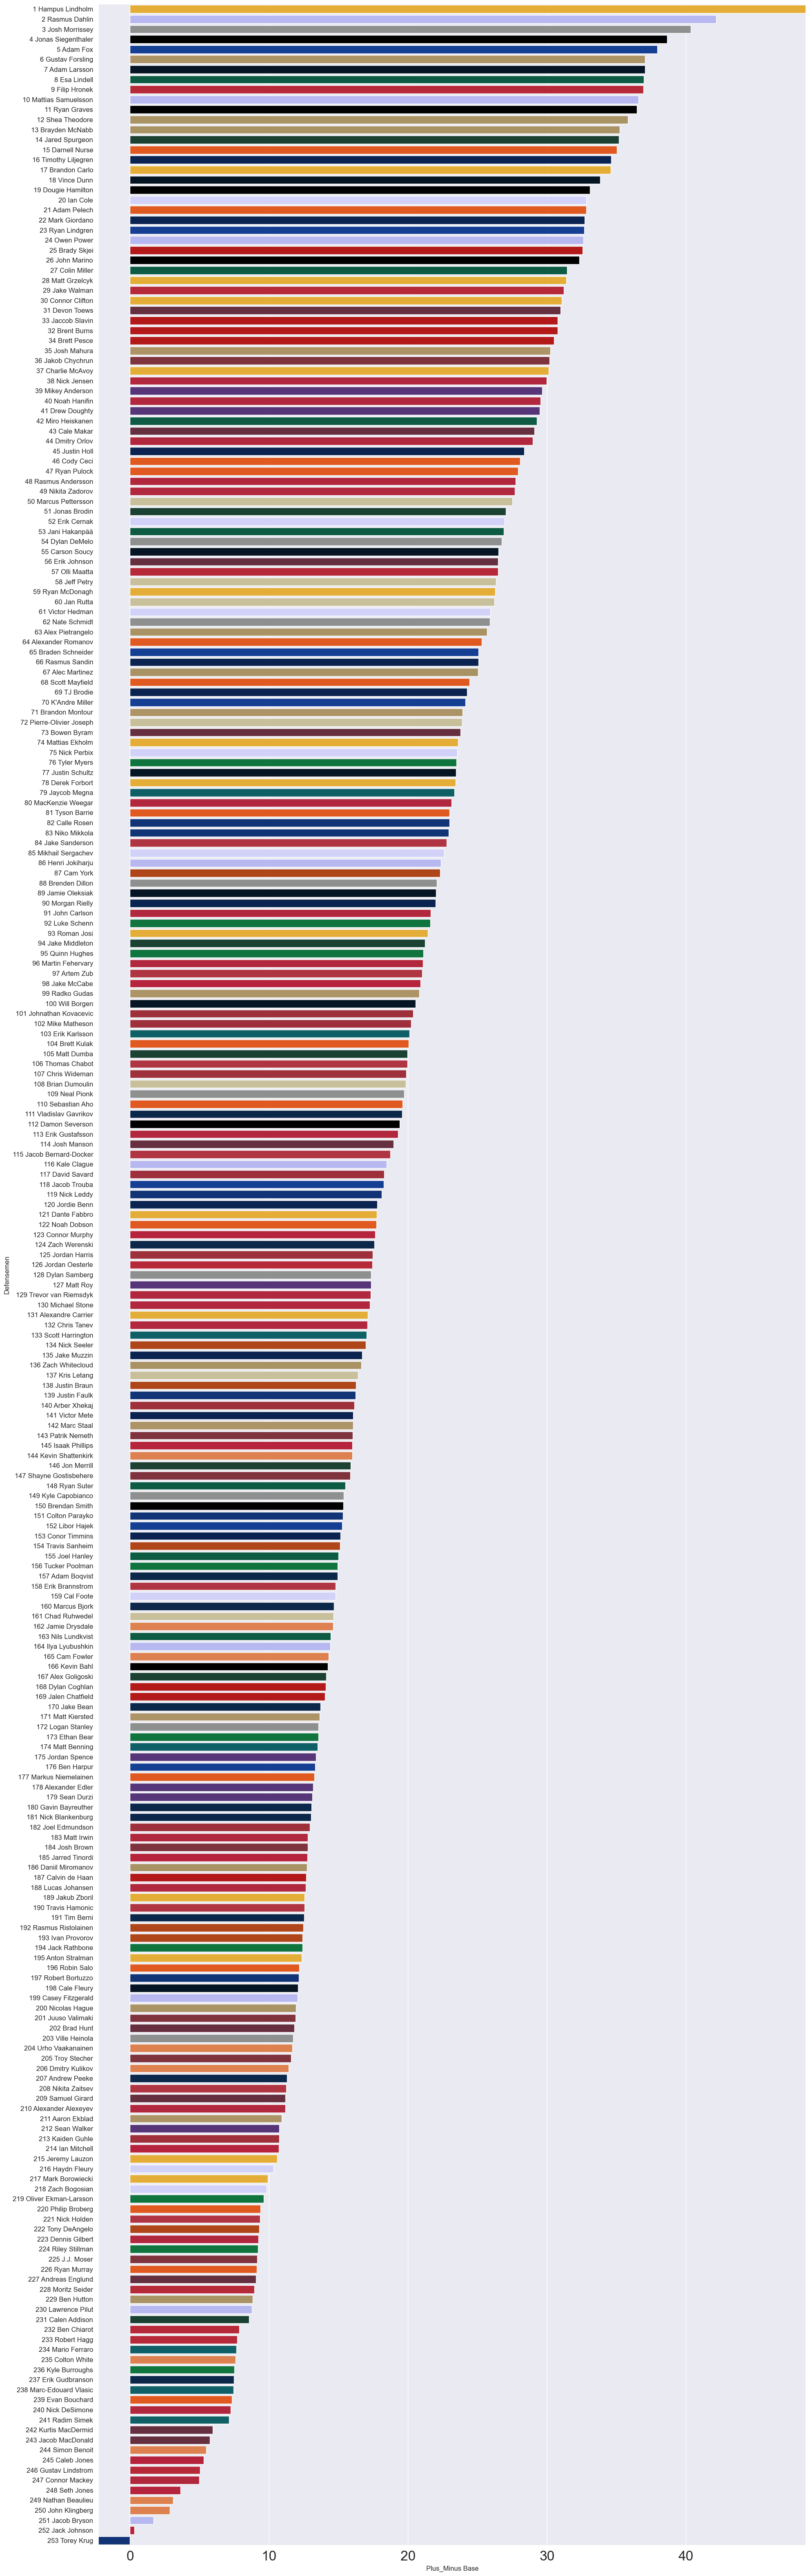 1 Hampus Lindholm
2 Rasmus Dahlin
3 Josh Morrissey
4 Jonas Siegenthaler
5 Adam Fox
6 Gustav Forsling
7 Adam Larsson
8 Esa Lindell
9 Filip Hronek
10 Mattias Samuelsson
11 Ryan Graves
12 Shea Theodore
13 Brayden McNabb
14 Jared Spurgeon
15 Darnell Nurse
16 Timothy Liljegren
17 Brandon Carlo
18 Vince Dunn
19 Dougie Hamilton
20 Ian Cole
21 Adam Pelech
22 Mark Giordano
23 Ryan Lindgren
24 Owen Power
25 Brady Skjei
26 John Marino
27 Colin Miller
28 Matt Grzelcyk
29 Jake Walman
30 Connor Clifton
31 Devon Toews
33 Jaccob Slavin
32 Brent Burns
34 Brett Pesce
35 Josh Mahura
36 Jakob Chychrun
37 Charlie McAvoy
38 Nick Jensen
39 Mikey Anderson
40 Noah Hanifin
41 Drew Doughty
42 Miro Heiskanen
43 Cale Makar
44 Dmitry Orlov
45 Justin Holl
46 Cody Ceci
47 Ryan Pulock
48 Rasmus Andersson
49 Nikita Zadorov
50 Marcus Pettersson
51 Jonas Brodin
52 Erik Cernak
53 Jani Hakanpää
54 Dylan DeMelo
55 Carson Soucy
56 Erik Johnson
57 Olli Maatta
58 Jeff Petry
59 Ryan McDonagh
60 Jan Rutta
61 Victor Hedman
62 Nate Schmidt
63 Alex Pietrangelo
64 Alexander Romanov
65 Braden Schneider
66 Rasmus Sandin
67 Alec Martinez
68 Scott Mayfield
69 TJ Brodie
70 K'Andre Miller
71 Brandon Montour
72 Pierre-Olivier Joseph
73 Bowen Byram
74 Mattias Ekholm
75 Nick Perbix
76 Tyler Myers
77 Justin Schultz
78 Derek Forbort
79 Jaycob Megna
80 MacKenzie Weegar
81 Tyson Barrie
82 Calle Rosen
83 Niko Mikkola
84 Jake Sanderson
85 Mikhail Sergachev
86 Henri Jokiharju
87 Cam York
88 Brenden Dillon
89 Jamie Oleksiak
90 Morgan Rielly
91 John Carlson
92 Luke Schenn
93 Roman Josi
94 Jake Middleton
95 Quinn Hughes
96 Martin Fehervary
97 Artem Zub
98 Jake McCabe
99 Radko Gudas
100 Will Borgen
101 Johnathan Kovacevic
102 Mike Matheson
103 Erik Karlsson
104 Brett Kulak
105 Matt Dumba
106 Thomas Chabot
107 Chris Wideman
108 Brian Dumoulin
109 Neal Pionk
110 Sebastian Aho
111 Vladislav Gavrikov
112 Damon Severson
113 Erik Gustafsson
114 Josh Manson
115 Jacob Bernard-Docker
116 Kale Clague
117 David Savard
118 Jacob Trouba
119 Nick Leddy
120 Jordie Benn
121 Dante Fabbro
122 Noah Dobson
123 Connor Murphy
124 Zach Werenski
125 Jordan Harris
126 Jordan Oesterle
128 Dylan Samberg
127 Matt Roy
129 Trevor van Riemsdyk
130 Michael Stone
131 Alexandre Carrier
132 Chris Tanev
133 Scott Harrington
134 Nick Seeler
135 Jake Muzzin
136 Zach Whitecloud
137 Kris Letang
138 Justin Braun
139 Justin Faulk
140 Arber Xhekaj
141 Victor Mete
142 Marc Staal
143 Patrik Nemeth
145 Isaak Phillips
144 Kevin Shattenkirk
146 Jon Merrill
147 Shayne Gostisbehere
148 Ryan Suter
149 Kyle Capobianco
150 Brendan Smith
151 Colton Parayko
152 Libor Hajek
153 Conor Timmins
154 Travis Sanheim
155 Joel Hanley
156 Tucker Poolman
157 Adam Boqvist
158 Erik Brannstrom
159 Cal Foote
160 Marcus Bjork
161 Chad Ruhwedel
162 Jamie Drysdale
163 Nils Lundkvist
164 Ilya Lyubushkin
165 Cam Fowler
166 Kevin Bahl
167 Alex Goligoski
168 Dylan Coghlan
169 Jalen Chatfield
170 Jake Bean
171 Matt Kiersted
172 Logan Stanley
173 Ethan Bear
174 Matt Benning
175 Jordan Spence
176 Ben Harpur
177 Markus Niemelainen
178 Alexander Edler
179 Sean Durzi
180 Gavin Bayreuther
181 Nick Blankenburg
182 Joel Edmundson
183 Matt Irwin
184 Josh Brown
185 Jarred Tinordi
186 Daniil Miromanov
187 Calvin de Haan
188 Lucas Johansen
189 Jakub Zboril
190 Travis Hamonic
191 Tim Berni
192 Rasmus Ristolainen
193 Ivan Provorov
194 Jack Rathbone
195 Anton Stralman
196 Robin Salo
197 Robert Bortuzzo
198 Cale Fleury
199 Casey Fitzgerald
200 Nicolas Hague
201 Juuso Valimaki
202 Brad Hunt
203 Ville Heinola
204 Urho Vaakanainen
205 Troy Stecher
206 Dmitry Kulikov
207 Andrew Peeke
208 Nikita Zaitsev
209 Samuel Girard
210 Alexander Alexeyev
211 Aaron Ekblad
212 Sean Walker
213 Kaiden Guhle
214 Ian Mitchell
215 Jeremy Lauzon
216 Haydn Fleury
217 Mark Borowiecki
218 Zach Bogosian
219 Oliver Ekman-Larsson
220 Philip Broberg
221 Nick Holden
222 Tony DeAngelo
223 Dennis Gilbert
224 Riley Stillman
225 J.J. Moser
226 Ryan Murray
227 Andreas Englund
228 Moritz Seider
229 Ben Hutton
230 Lawrence Pilut
231 Calen Addison
232 Ben Chiarot
233 Robert Hagg
234 Mario Ferraro
235 Colton White
236 Kyle Burroughs
237 Erik Gudbranson
238 Marc-Edouard Vlasic
239 Evan Bouchard
240 Nick DeSimone
241 Radim Simek
242 Kurtis MacDermid
243 Jacob MacDonald
244 Simon Benoit
245 Caleb Jones
246 Gustav Lindstrom
247 Connor Mackey
248 Seth Jones
249 Nathan Beaulieu
250 John Klingberg
251 Jacob Bryson
252 Jack Johnson
253 Torey Krug
Defensemen
0 10 20 30 40
Plus_Minus Base